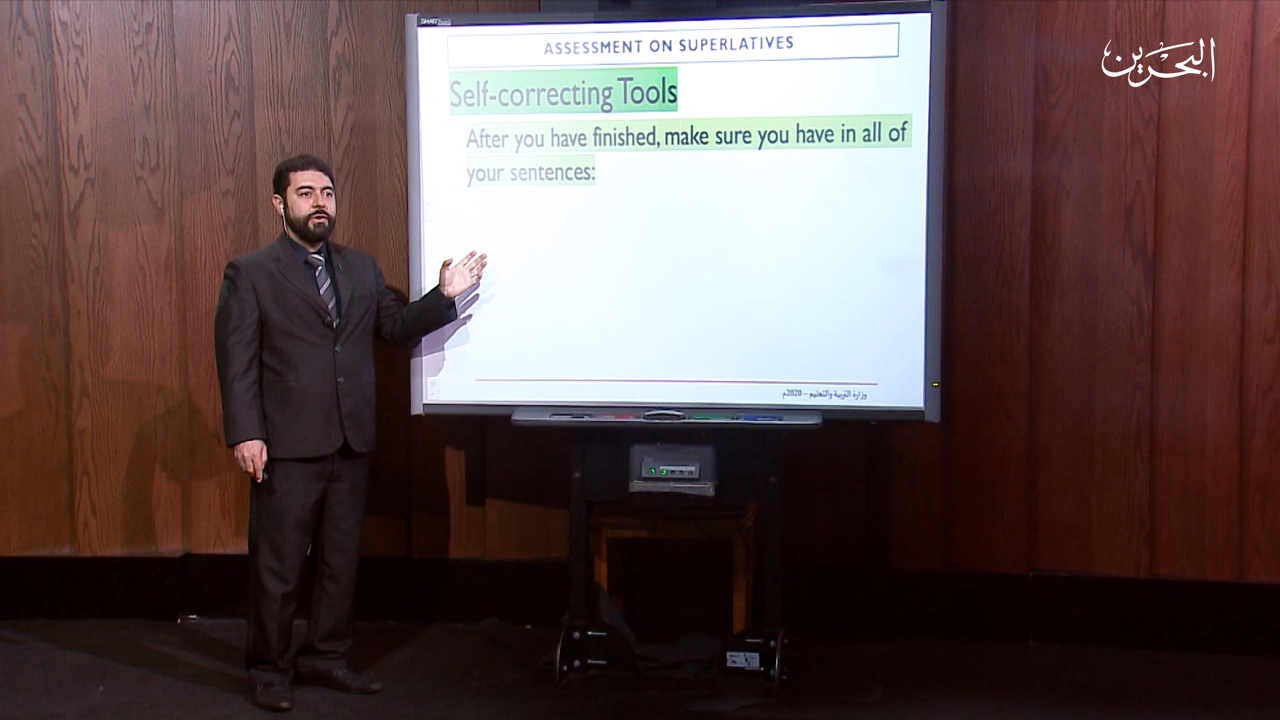 SMART
ASSESSMENT ON SUPERLATIVES
البحرين
Self-correcting Tools
After you have finished, make sure you have in all of
your sentences:
وزارة التربية والتعليم – 2020م